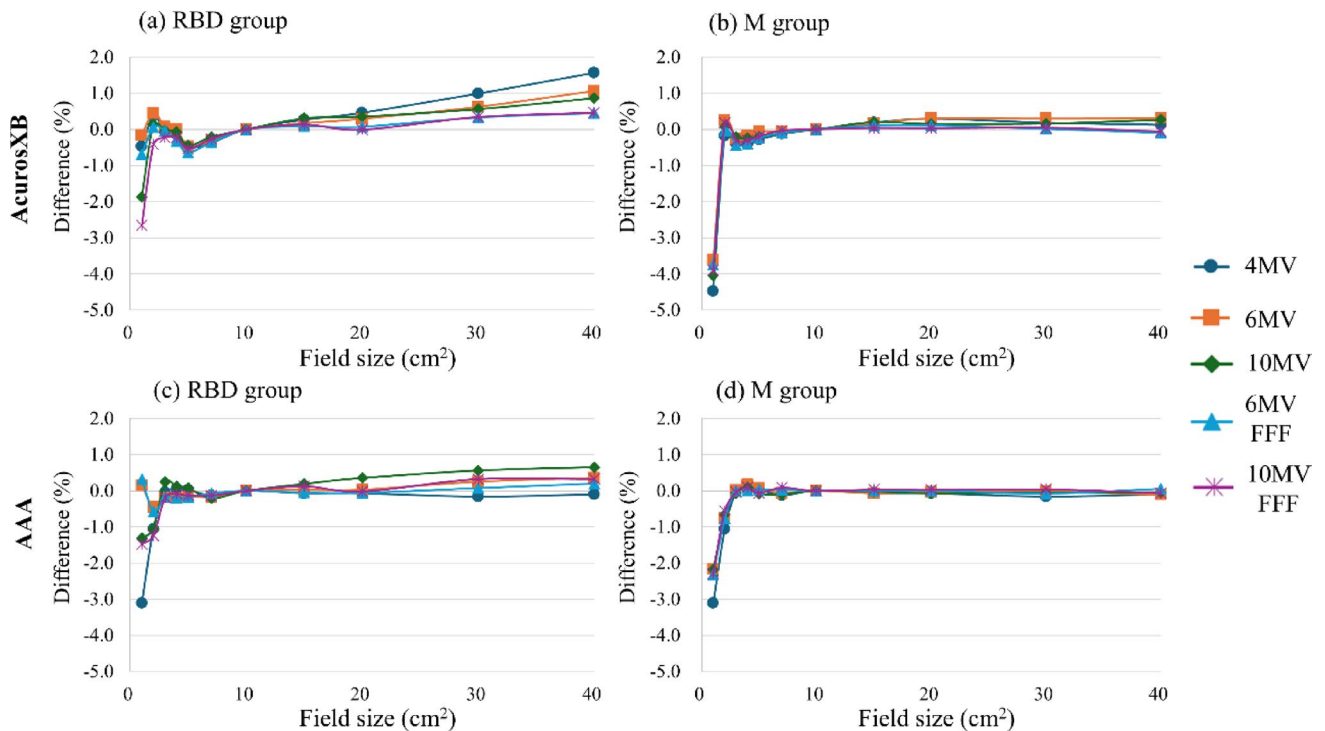 (a) RBD group
(b) M group
AcurosXB
Difference (%)
2.0
1.0
0.0
-1.0
-2.0
-3.0
-4.0
-5.0
0
10
20
30
40
Field size (cm²)
Difference (%)
2.0
1.0
0.0
-1.0
-2.0
-3.0
-4.0
-5.0
0
10
20
30
40
Field size (cm²)
(c) RBD group
(d) M group
AAA
Difference (%)
2.0
1.0
0.0
-1.0
-2.0
-3.0
-4.0
-5.0
0
10
20
30
40
Field size (cm²)
Difference (%)
2.0
1.0
0.0
-1.0
-2.0
-3.0
-4.0
-5.0
0
10
20
30
40
Field size (cm²)
4MV
6MV
10MV
6MV
FFF
10MV
FFF